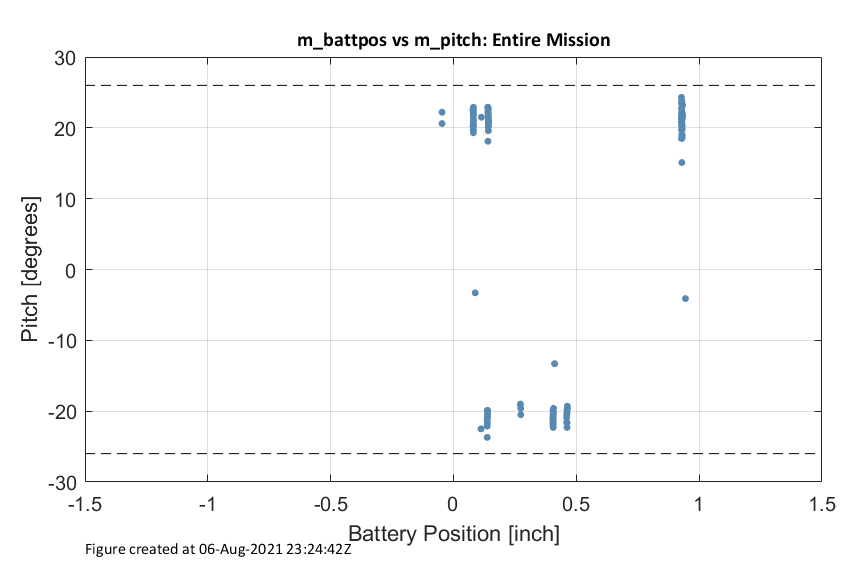 m_battpos vs m_pitch: Entire Mission
30
20
10
0
-10
-20
-30
Pitch [degrees]
-1.5 -1 -0.5 0 0.5 1 1.5
Battery Position [inch]
Figure created at 06-Aug-2021 23:24:42Z